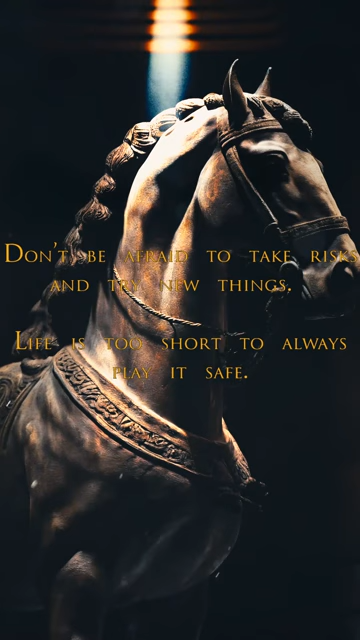 Don't be afraid to take risks
and try new things.
Life is too short to always
play it safe.